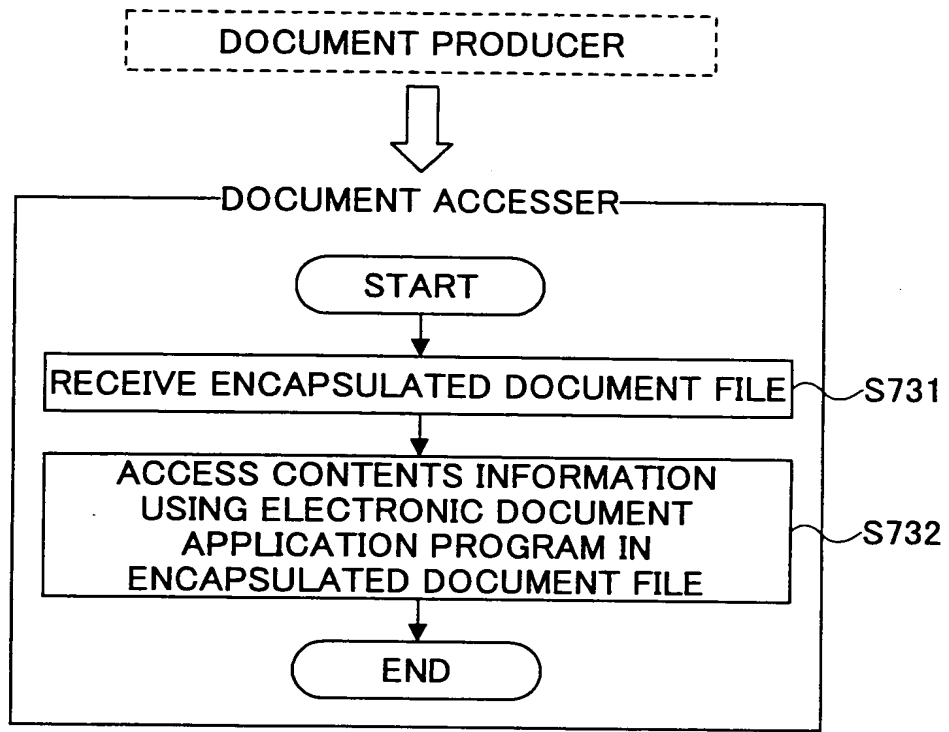 DOCUMENT PRODUCER
DOCUMENT ACCESSER
START
RECEIVE ENCAPSULATED DOCUMENT FILE
S731
ACCESS CONTENTS INFORMATION
USING ELECTRONIC DOCUMENT
APPLICATION PROGRAM IN
ENCAPSULATED DOCUMENT FILE
S732
END